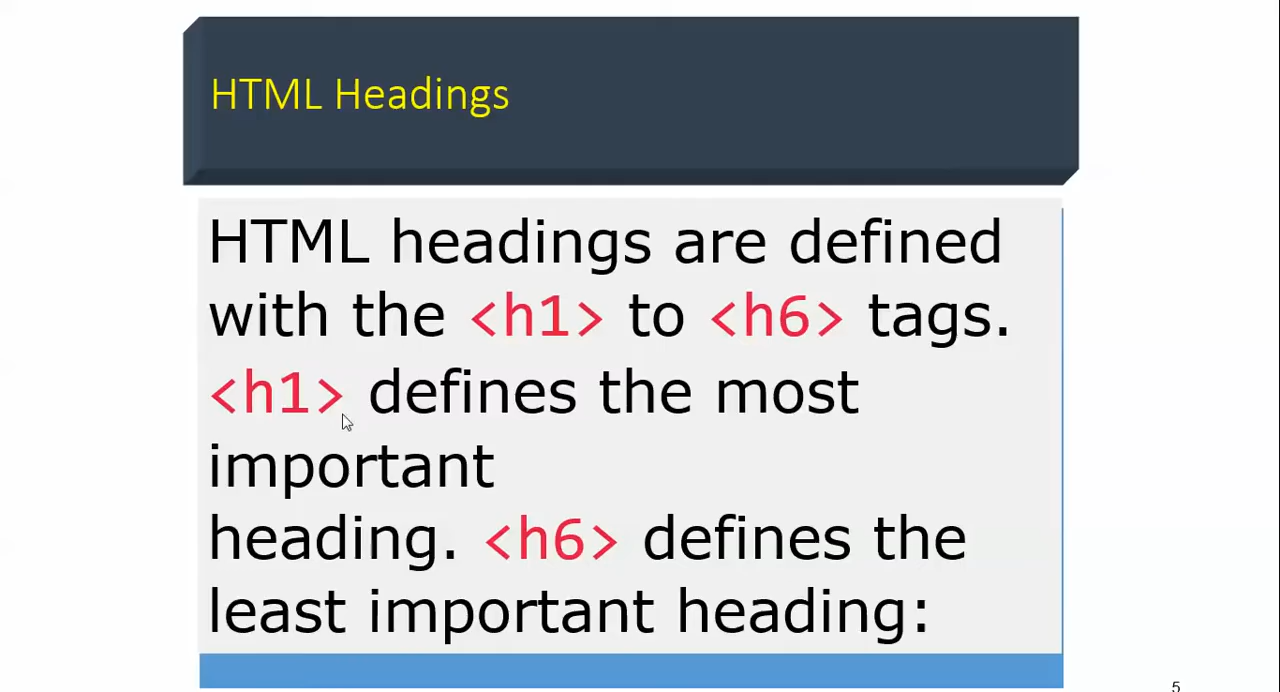 HTML Headings
HTML headings are defined
with the <h1> to <h6> tags.
<h1> defines the most
important
heading. <h6> defines the
least important heading:
5